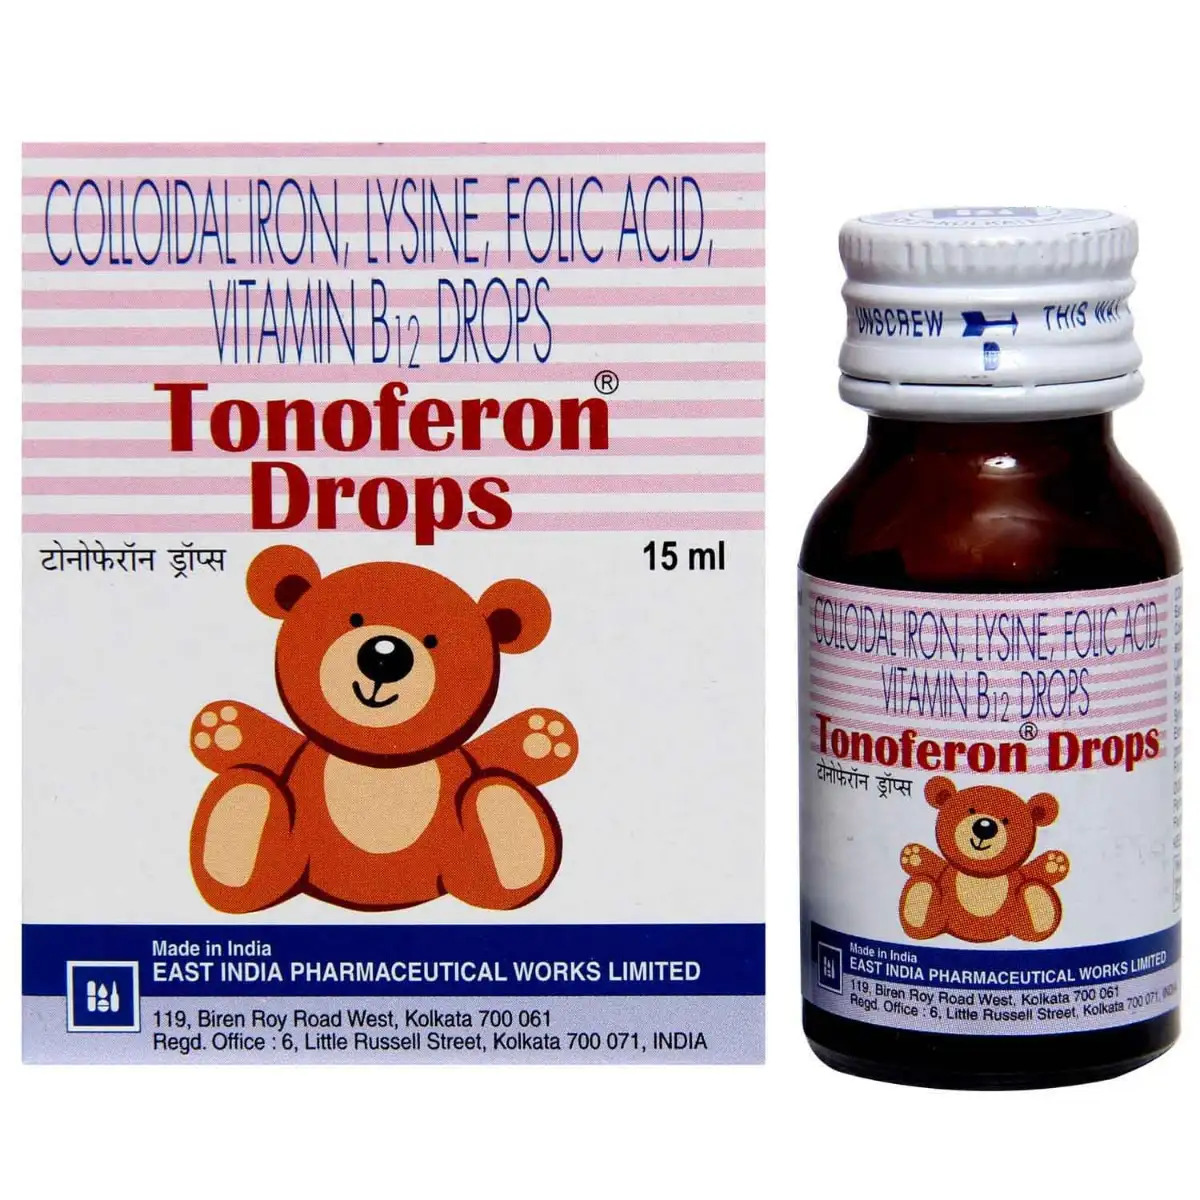 COLLOIDAL IRON, LYSINE, FOLIC ACID,
VITAMIN B12 DROPS
Tonoferon®
Drops
टोनोफेरॉन ड्रॉप्स
15 ml
Made in India
EAST INDIA PHARMACEUTICAL WORKS LIMITED
119, Biren Roy Road West, Kolkata 700 061
Regd. Office : 6, Little Russell Street, Kolkata 700 071, INDIA
UNSCREW THIS WAY
COLLOIDAL IRON, LYSINE, FOLIC ACID,
VITAMIN B12 DROPS
Tonoferon® Drops
टोनोफेरॉन ड्रॉप्स
Made in India
EAST INDIA PHARMACEUTICAL WORKS LIMITED
119, Biren Roy Road West, Kolkata 700 061
Regd. Office : 6, Little Russell Street, Kolkata 700 071, INDIA